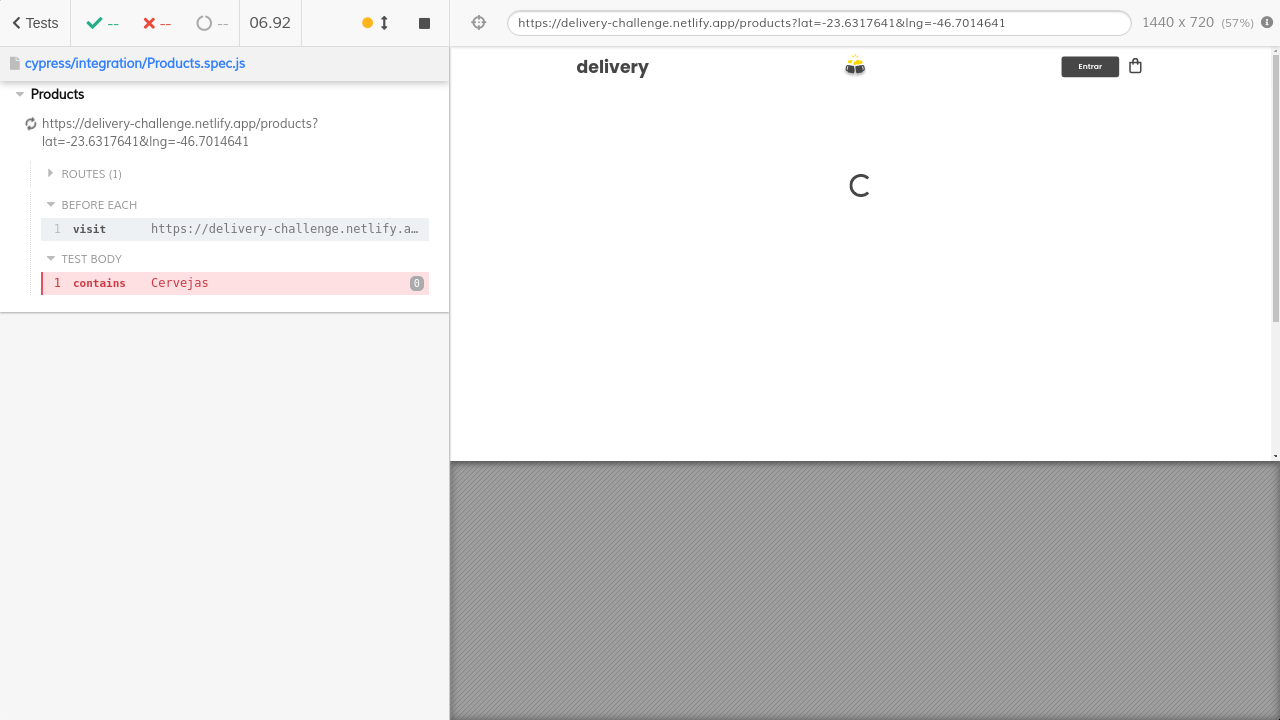 Tests
--
--
--
06.92
https://delivery-challenge.netlify.app/products?lat=-23.6317641&lng=-46.7014641
1440 x 720 (57%)
cypress/integration/Products.spec.js
Products
https://delivery-challenge.netlify.app/products?
lat=-23.6317641&lng=-46.7014641
ROUTES (1)
BEFORE EACH
1 visit https://delivery-challenge.netlify.a…
TEST BODY
1 contains Cervejas 0
delivery
Entrar